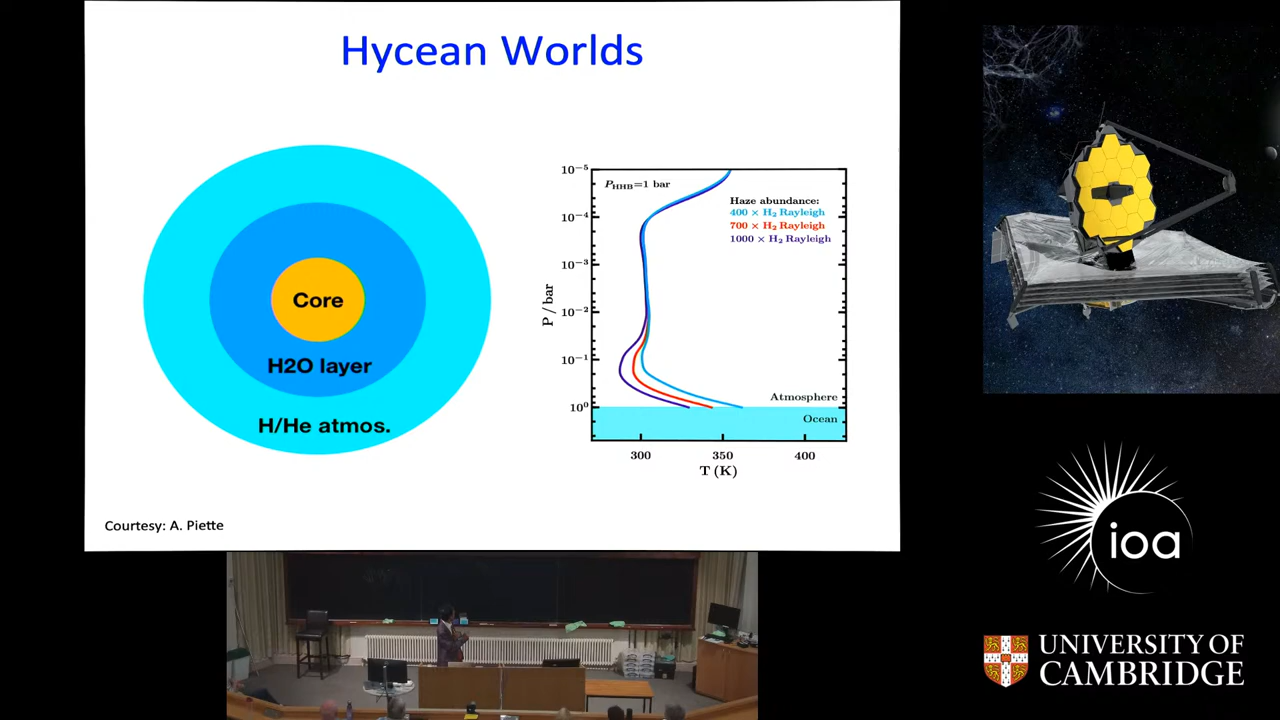 Hycean Worlds
Core
H2O layer
H/He atmos.
Courtesy: A. Piette
P / bar
10⁻⁵
10⁻⁴
10⁻³
10⁻²
10⁻¹
10⁰
P_HHB=1 bar
Haze abundance:
400 × H₂ Rayleigh
700 × H₂ Rayleigh
1000 × H₂ Rayleigh
Atmosphere
Ocean
300 350 400
T (K)
ioa
UNIVERSITY OF
CAMBRIDGE